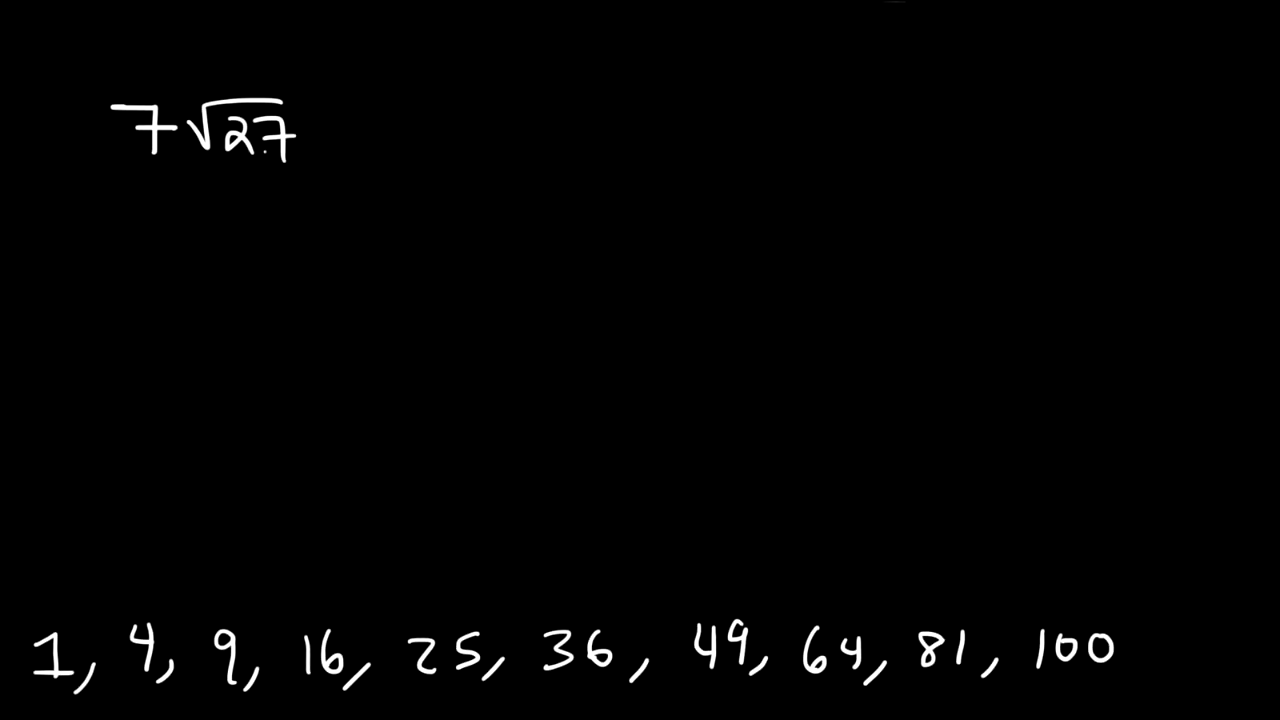 7√27
1, 4, 9, 16, 25, 36, 49, 64, 81, 100